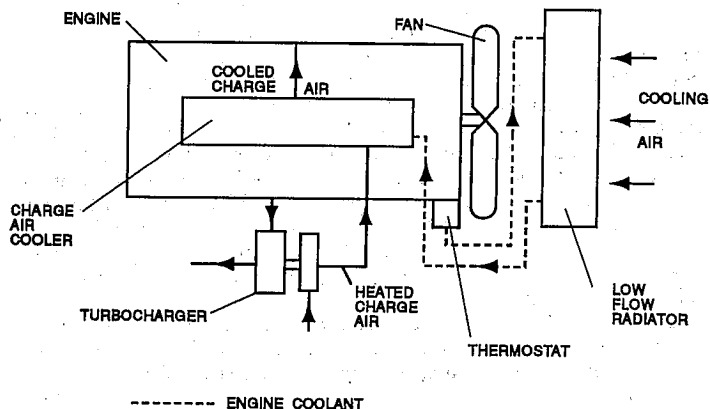 ENGINE
FAN
COOLED
CHARGE AIR
COOLING
AIR
CHARGE
AIR
COOLER
TURBOCHARGER
HEATED
CHARGE
AIR
THERMOSTAT
LOW
FLOW
RADIATOR
ENGINE COOLANT